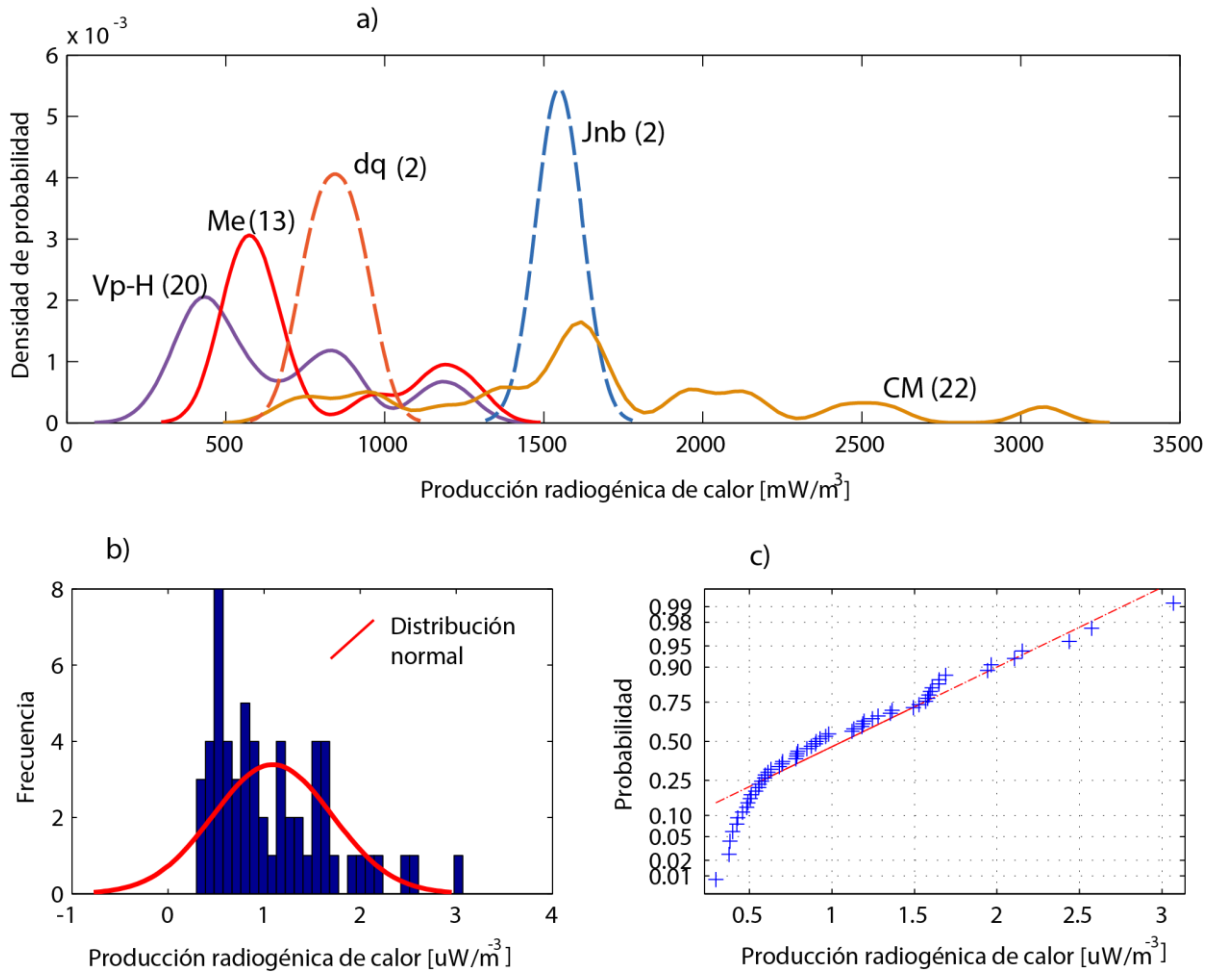 a)
x 10 -3
6
5
4
3
2
1
0
Densidad de probabilidad
Vp-H (20)
Me (13)
dq (2)
Jnb (2)
CM (22)
0 500 1000 1500 2000 2500 3000 3500
Producción radiogénica de calor [mW/m3]
b)
8
6
4
2
0
Frecuencia
Distribución
normal
-1 0 1 2 3 4
Producción radiogénica de calor [uW/m-3]
c)
0.99
0.98
0.95
0.90
0.75
0.50
0.25
0.10
0.05
0.02
0.01
Probabilidad
0.5 1 1.5 2 2.5 3
Producción radiogénica de calor [uW/m-3]